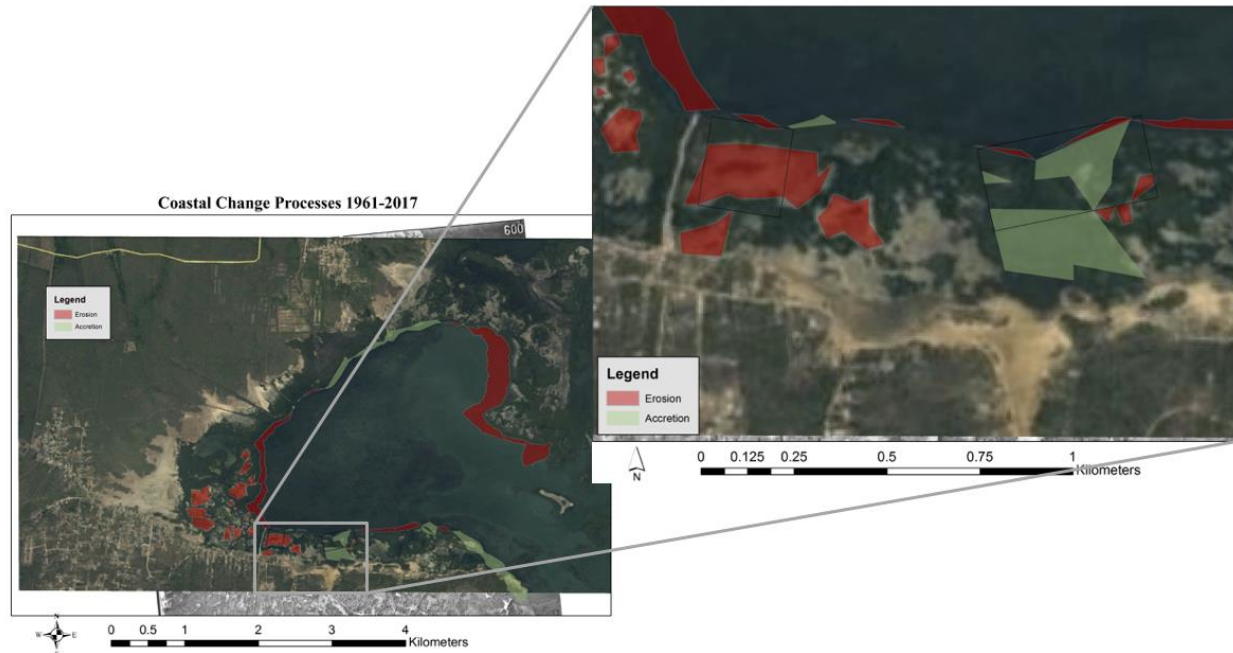 Coastal Change Processes 1961-2017
600
Legend
Erosion
Accretion
N
W E
S
0 0.5 1 2 3 4
Kilometers
Legend
Erosion
Accretion
N
0 0.125 0.25 0.5 0.75 1
Kilometers